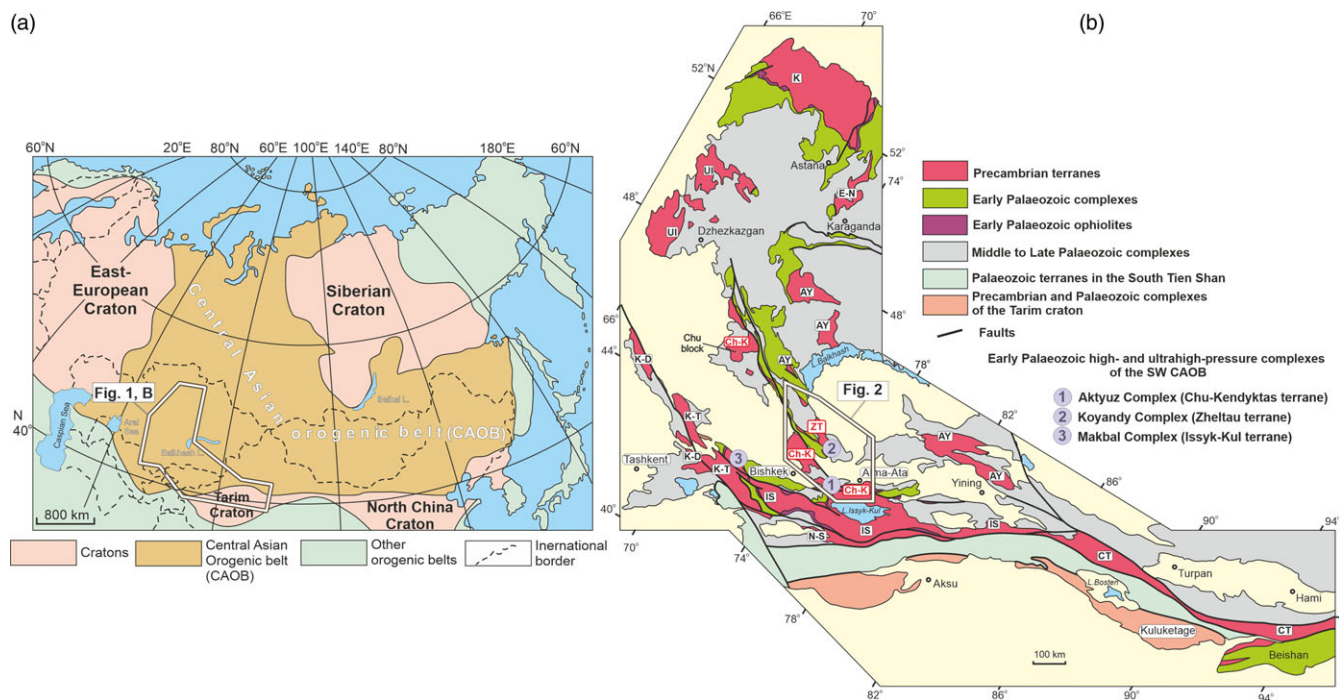 (a)
60°N
20°E
80°N
60°E
100°E
140°E
80°N
180°E
60°N
East-
European
Craton
Siberian
Craton
Central Asian
orogenic belt (CAOB)
Fig. 1, B
N
40°
Caspian Sea
Aral
Sea
Balkhash L.
Baikal L.
Tarim
Craton
North China
Craton
800 km
Cratons
Central Asian
Orogenic belt
(CAOB)
Other
orogenic belts
Inernational
border
(b)
66°E
70°
52°N
K
52°
74°
Astana
UI
E-N
48°
Karaganda
UI
Dzhezkazgan
AY
48°
AY
66°
44°
Chu
block
Ch-K
AY
Balkhash
78°
K-D
Fig. 2
82°
K-T
ZT
AY
Ch-K
2
Tashkent
K-D
3
K-T
Bishkek
Alma-Ata
AY
86°
1
Ch-K
Yining
IS
L.Issyk-Kul
40°
IS
IS
90°
94°
70°
N-S
74°
CT
Turpan
Aksu
L.Bosten
Hami
78°
Kuluketage
CT
Beishan
100 km
82°
86°
90°
94°
Precambrian terranes
Early Palaeozoic complexes
Early Palaeozoic ophiolites
Middle to Late Palaeozoic complexes
Palaeozoic terranes in the South Tien Shan
Precambrian and Palaeozoic complexes
of the Tarim craton
Faults
Early Palaeozoic high- and ultrahigh-pressure complexes
of the SW CAOB
1 Aktyuz Complex (Chu-Kendyktas terrane)
2 Koyandy Complex (Zheltau terrane)
3 Makbal Complex (Issyk-Kul terrane)